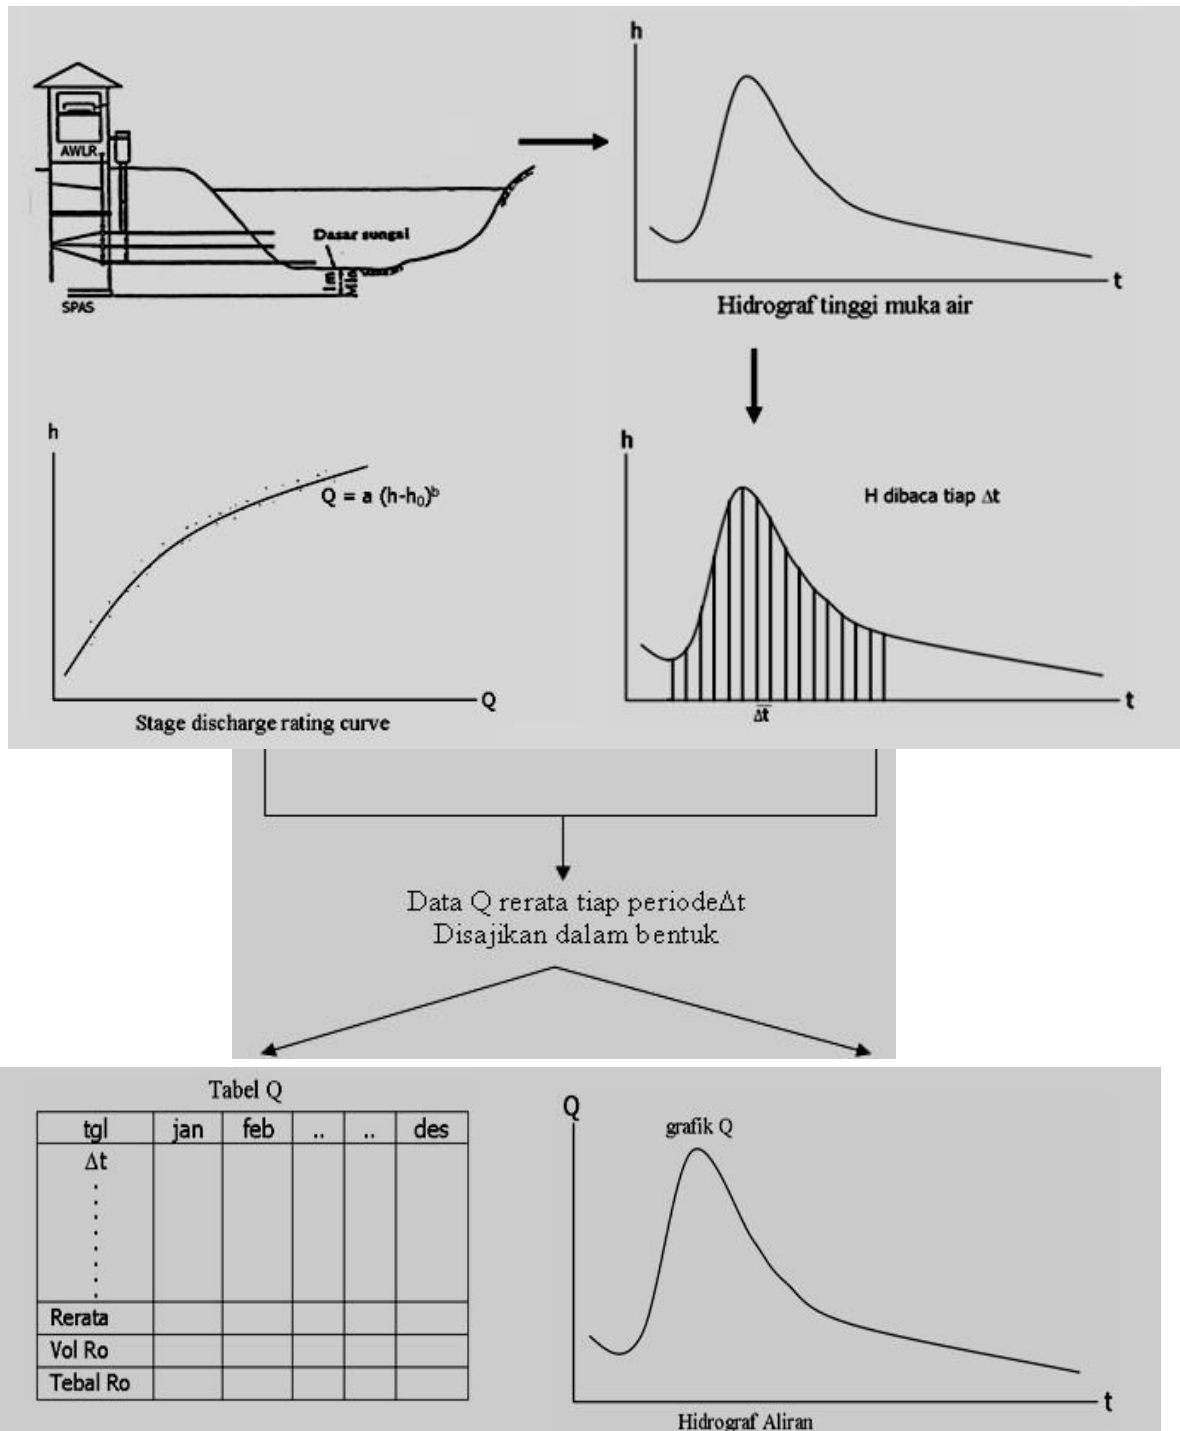 h
AWLR
Dasar sungai
1m
Min
SPAS
t
Hidrograf tinggi muka air
h
Q = a (h-h₀)ᵇ
Q
Stage discharge rating curve
h
H dibaca tiap Δt
Δt
t
Data Q rerata tiap periodeΔt
Disajikan dalam bentuk
Tabel Q
tgl jan feb .. .. des
Δt
Rerata
Vol Ro
Tebal Ro
Q
grafik Q
t
Hidrograf Aliran